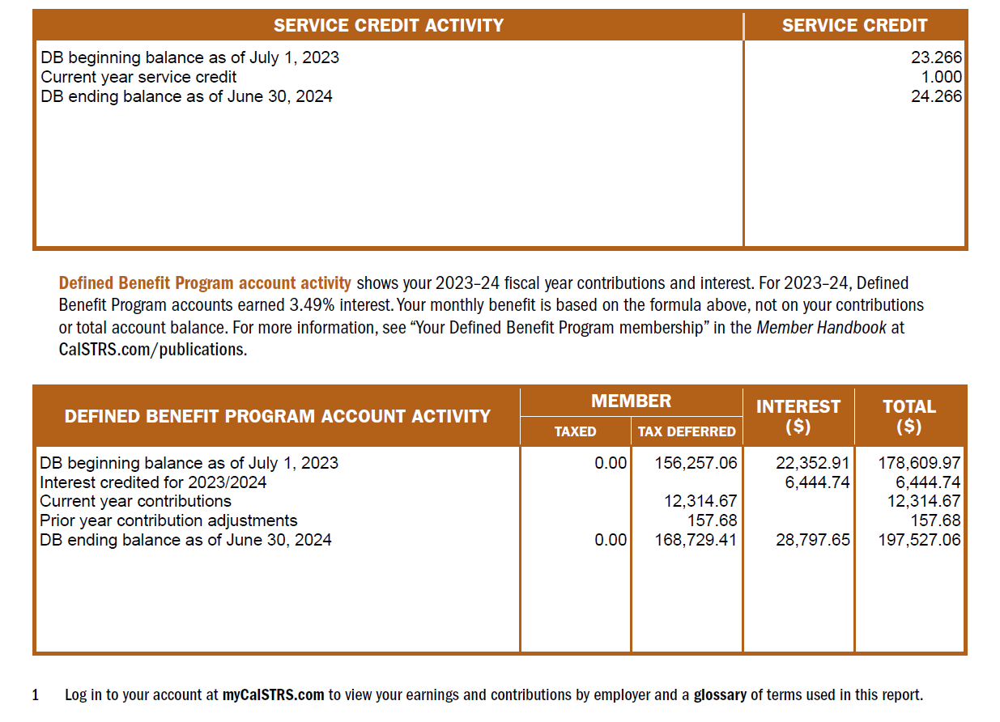 SERVICE CREDIT ACTIVITY SERVICE CREDIT
DB beginning balance as of July 1, 2023 23.266
Current year service credit 1.000
DB ending balance as of June 30, 2024 24.266
Defined Benefit Program account activity shows your 2023–24 fiscal year contributions and interest. For 2023–24, Defined
Benefit Program accounts earned 3.49% interest. Your monthly benefit is based on the formula above, not on your contributions
or total account balance. For more information, see “Your Defined Benefit Program membership” in the Member Handbook at
CalSTRS.com/publications.
DEFINED BENEFIT PROGRAM ACCOUNT ACTIVITY MEMBER INTEREST ($) TOTAL ($)
TAXED TAX DEFERRED
DB beginning balance as of July 1, 2023 0.00 156,257.06 22,352.91 178,609.97
Interest credited for 2023/2024 6,444.74 6,444.74
Current year contributions 12,314.67 12,314.67
Prior year contribution adjustments 157.68 157.68
DB ending balance as of June 30, 2024 0.00 168,729.41 28,797.65 197,527.06
1 Log in to your account at myCalSTRS.com to view your earnings and contributions by employer and a glossary of terms used in this report.